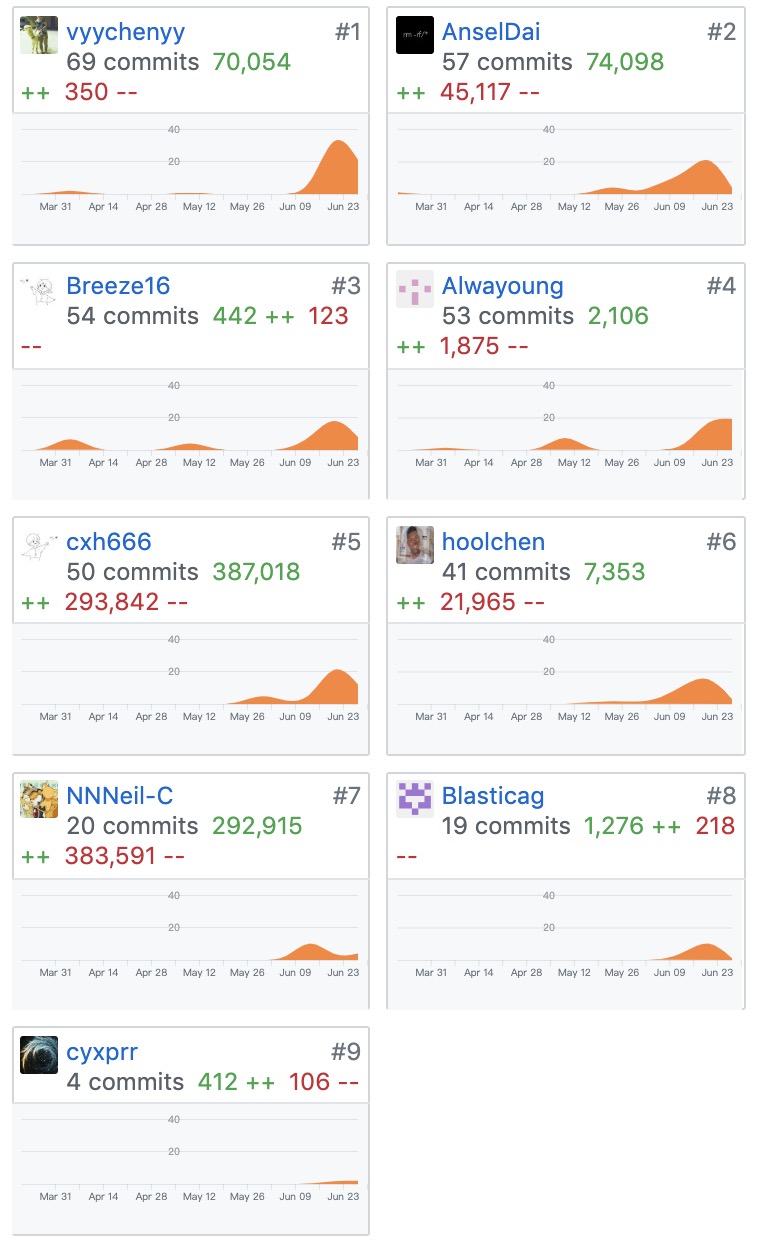 vyychenyy #1
69 commits 70,054
++ 350 --
40
20
Mar 31 Apr 14 Apr 28 May 12 May 26 Jun 09 Jun 23
AnselDai #2
57 commits 74,098
++ 45,117 --
40
20
Mar 31 Apr 14 Apr 28 May 12 May 26 Jun 09 Jun 23
Breeze16 #3
54 commits 442 ++ 123
--
40
20
Mar 31 Apr 14 Apr 28 May 12 May 26 Jun 09 Jun 23
Alwayoung #4
53 commits 2,106
++ 1,875 --
40
20
Mar 31 Apr 14 Apr 28 May 12 May 26 Jun 09 Jun 23
cxh666 #5
50 commits 387,018
++ 293,842 --
40
20
Mar 31 Apr 14 Apr 28 May 12 May 26 Jun 09 Jun 23
hoolchen #6
41 commits 7,353
++ 21,965 --
40
20
Mar 31 Apr 14 Apr 28 May 12 May 26 Jun 09 Jun 23
NNNeil-C #7
20 commits 292,915
++ 383,591 --
40
20
Mar 31 Apr 14 Apr 28 May 12 May 26 Jun 09 Jun 23
Blasticag #8
19 commits 1,276 ++ 218
--
40
20
Mar 31 Apr 14 Apr 28 May 12 May 26 Jun 09 Jun 23
cyxprr #9
4 commits 412 ++ 106 --
40
20
Mar 31 Apr 14 Apr 28 May 12 May 26 Jun 09 Jun 23